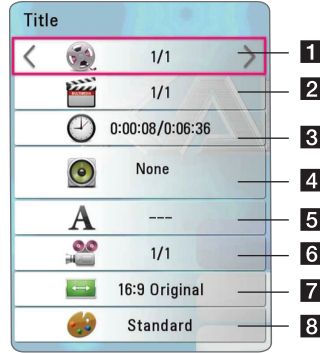 Title
1/1 1
1/1 2
0:00:08/0:06:36 3
None 4
A --- 5
1/1 6
16:9 Original 7
Standard 8